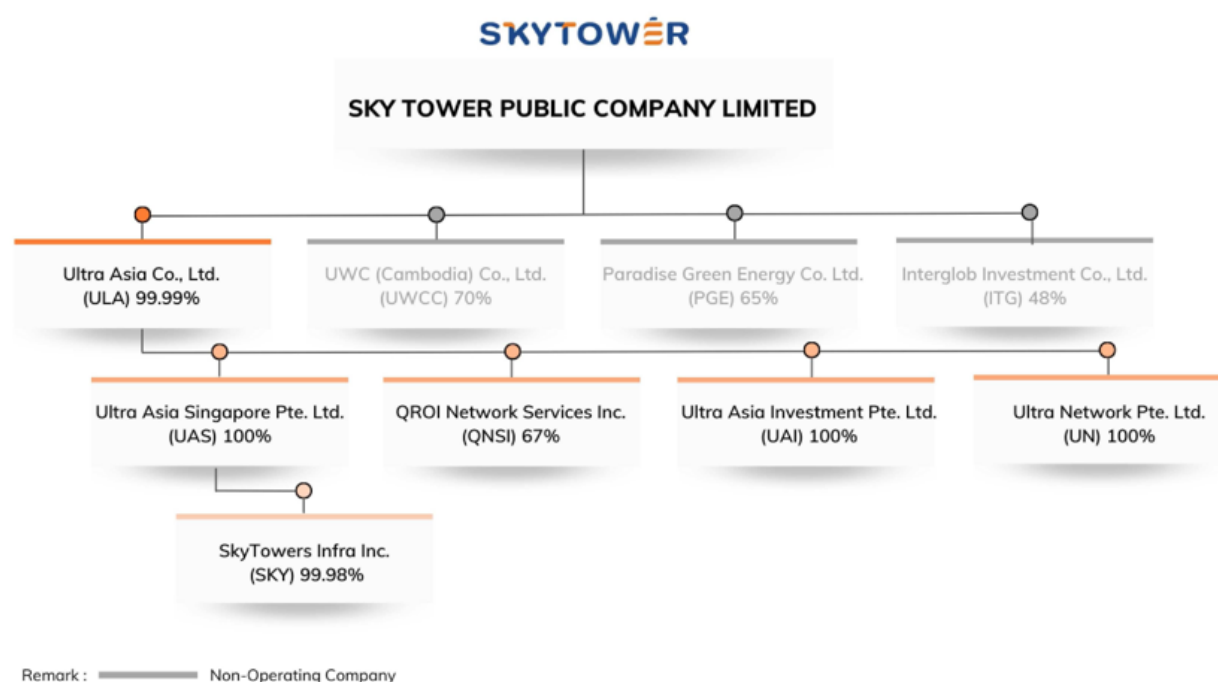 SKYTOWER
SKY TOWER PUBLIC COMPANY LIMITED
Ultra Asia Co., Ltd.
(ULA) 99.99%
UWC (Cambodia) Co., Ltd.
(UWCC) 70%
Paradise Green Energy Co. Ltd.
(PGE) 65%
Interglob Investment Co., Ltd.
(ITG) 48%
Ultra Asia Singapore Pte. Ltd.
(UAS) 100%
QROI Network Services Inc.
(QNSI) 67%
Ultra Asia Investment Pte. Ltd.
(UAI) 100%
Ultra Network Pte. Ltd.
(UN) 100%
SkyTowers Infra Inc.
(SKY) 99.98%
Remark : Non-Operating Company